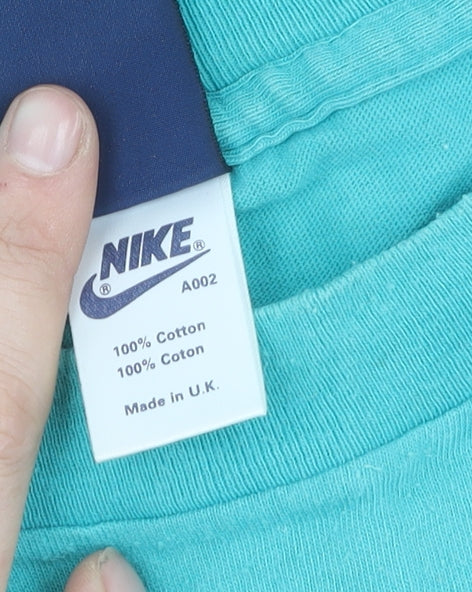 NIKE®
®
A002
100% Cotton
100% Coton
Made in U.K.